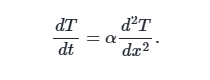 dT/dt = α d²T/dx².